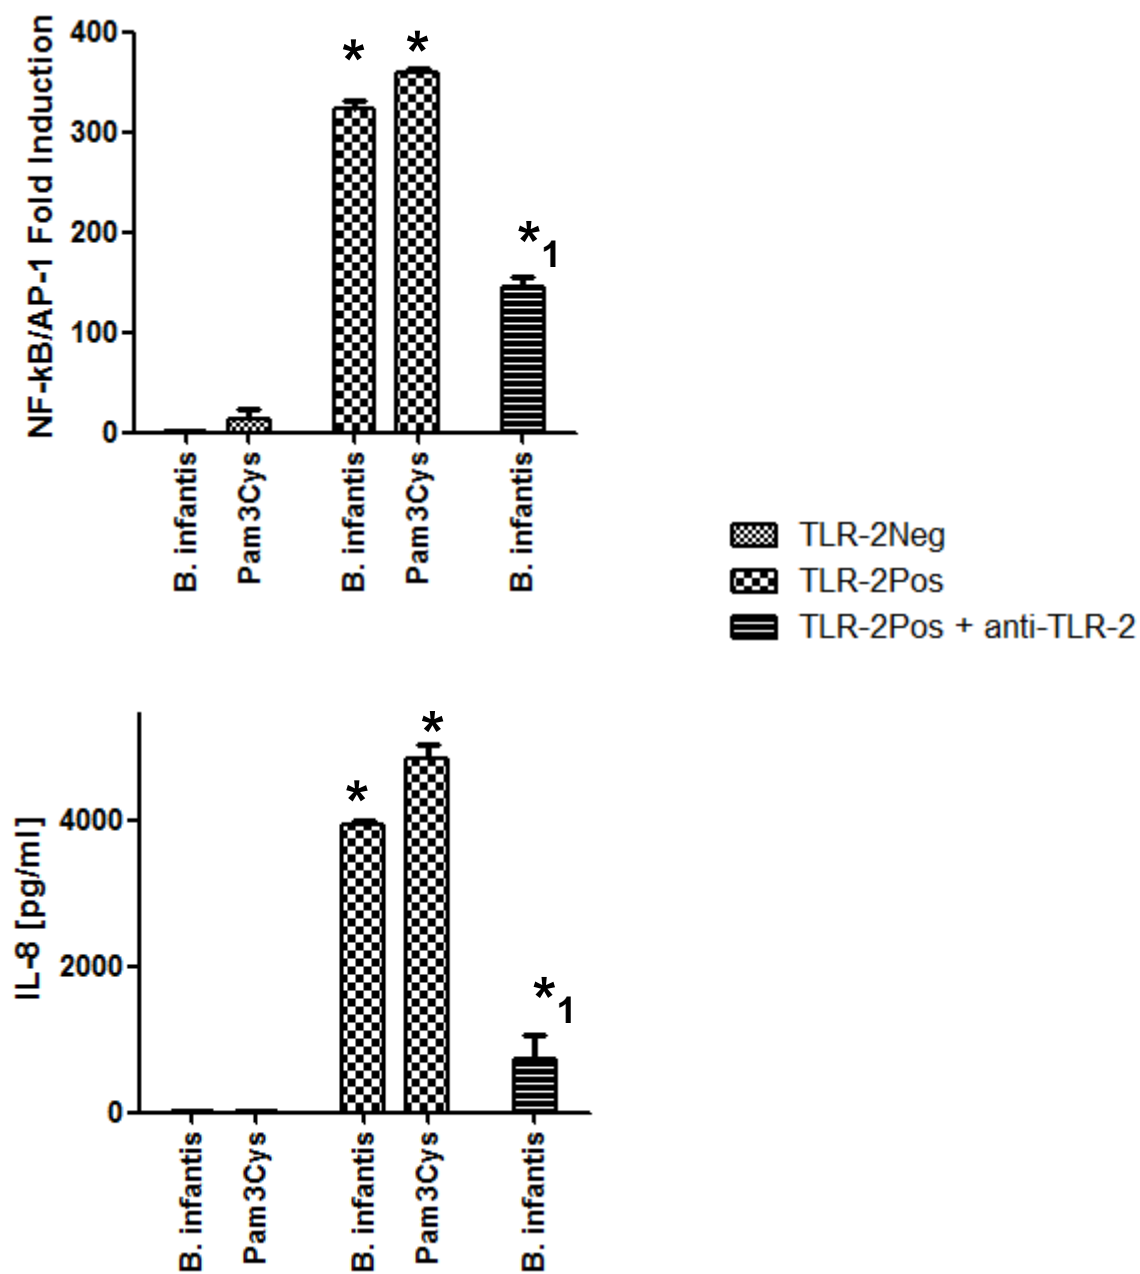 NF-kB/AP-1 Fold Induction
400
300
200
100
0
*
*
*1
B. infantis
Pam3Cys
B. infantis
Pam3Cys
B. infantis
TLR-2Neg
TLR-2Pos
TLR-2Pos + anti-TLR-2
IL-8 [pg/ml]
4000
2000
0
*
*
*1
B. infantis
Pam3Cys
B. infantis
Pam3Cys
B. infantis